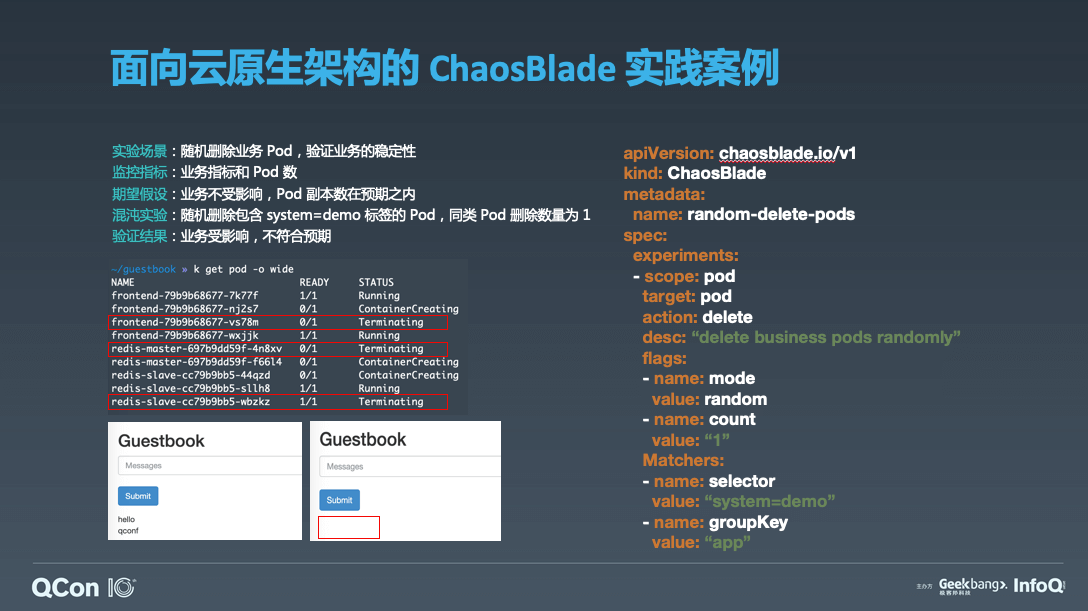 面向云原生架构的 ChaosBlade 实践案例
实验场景：随机删除业务 Pod，验证业务的稳定性
监控指标：业务指标和 Pod 数
期望假设：业务不受影响，Pod 副本数在预期之内
混沌实验：随机删除包含 system=demo 标签的 Pod，同类 Pod 删除数量为 1
验证结果：业务受影响，不符合预期
~/guestbook » k get pod -o wide
NAME READY STATUS
frontend-79b9b68677-7k77f 1/1 Running
frontend-79b9b68677-nj2s7 0/1 ContainerCreating
frontend-79b9b68677-vs78m 0/1 Terminating
frontend-79b9b68677-wxjjk 1/1 Running
redis-master-697b9dd59f-4n8xv 0/1 Terminating
redis-master-697b9dd59f-f66l4 0/1 ContainerCreating
redis-slave-cc79b9bb5-44qzd 0/1 ContainerCreating
redis-slave-cc79b9bb5-sllh8 1/1 Running
redis-slave-cc79b9bb5-wbzkz 1/1 Terminating
Guestbook
Messages
Submit
hello
qconf
Guestbook
Messages
Submit
apiVersion: chaosblade.io/v1
kind: ChaosBlade
metadata:
name: random-delete-pods
spec:
experiments:
- scope: pod
target: pod
action: delete
desc: “delete business pods randomly”
flags:
- name: mode
value: random
- name: count
value: “1”
Matchers:
- name: selector
value: “system=demo”
- name: groupKey
value: “app”
QCon 10
主办方 Geekbang>. InfoQ
极客邦科技